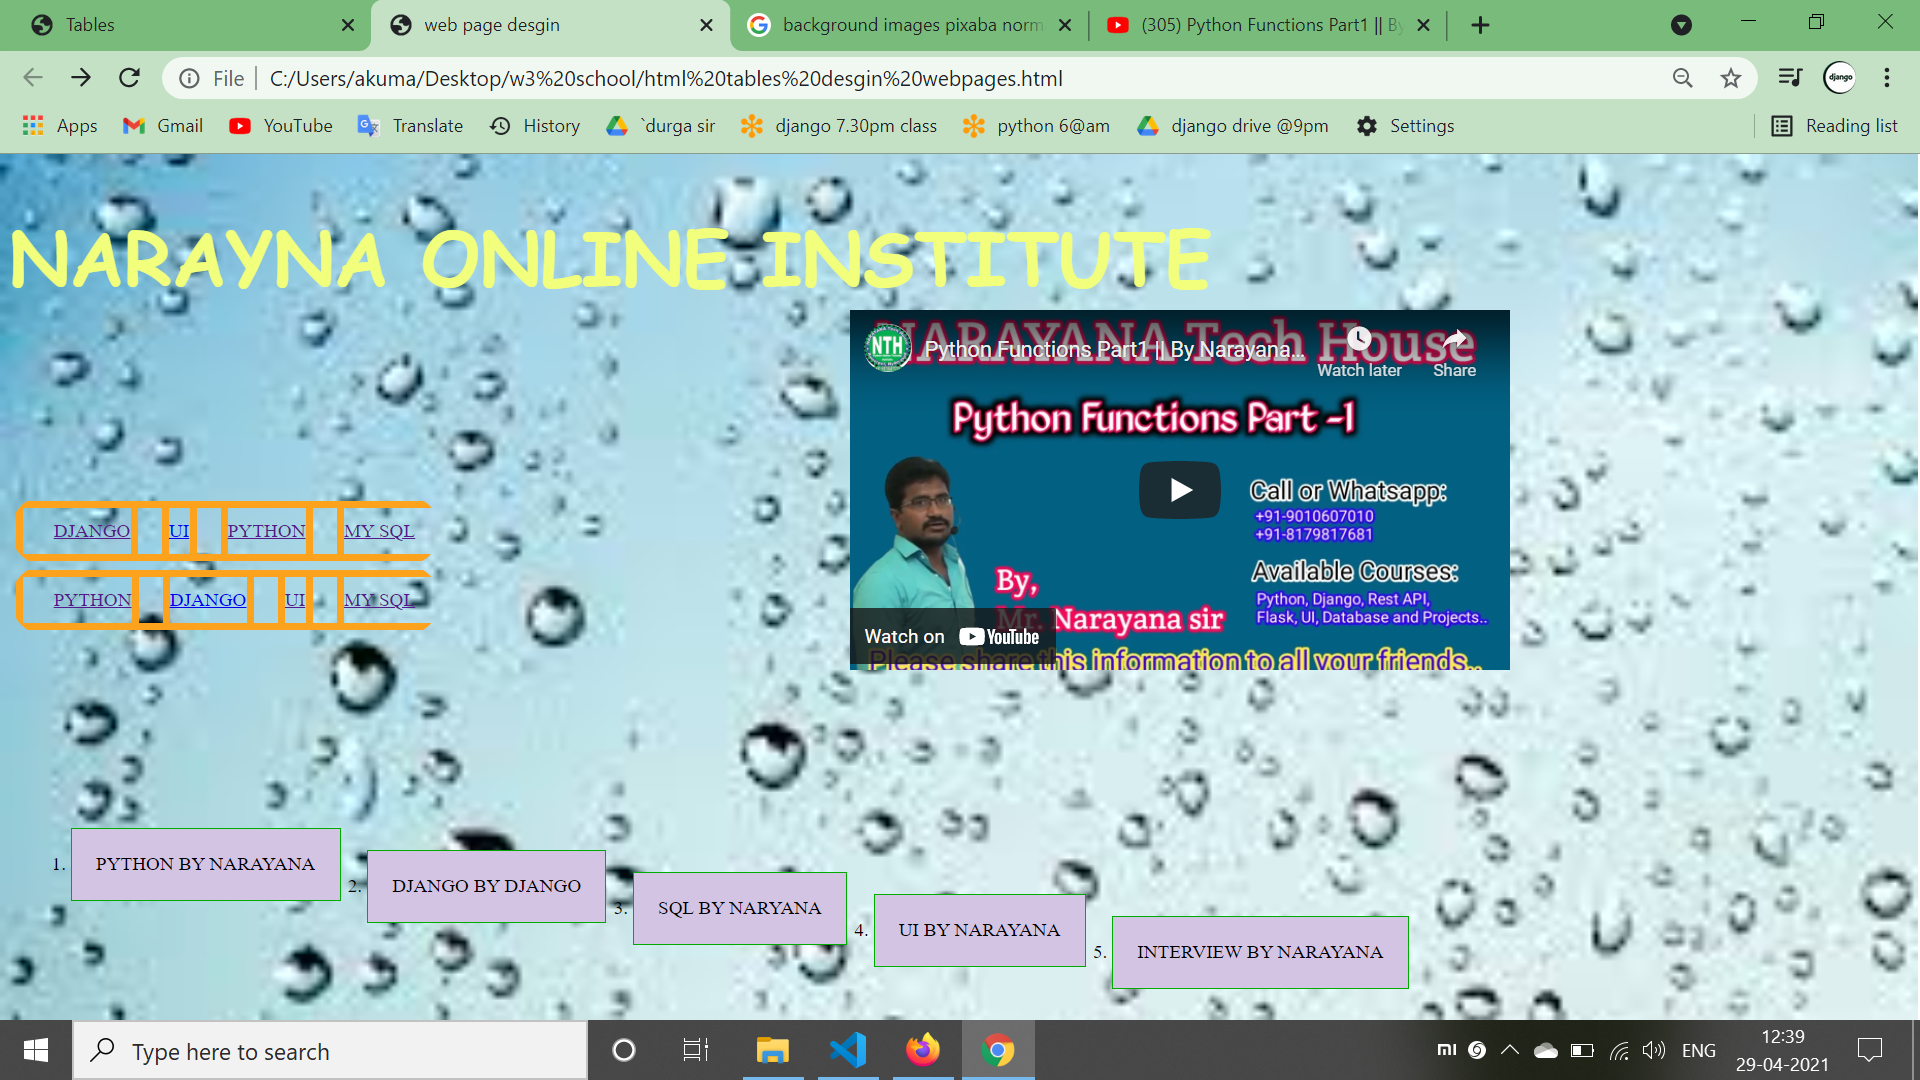 Tables
web page desgin
background images pixaba norm
(305) Python Functions Part1 || By
File
C:/Users/akuma/Desktop/w3%20school/html%20tables%20desgin%20webpages.html
django
Apps
Gmail
YouTube
Translate
History
`durga sir
django 7.30pm class
python 6@am
django drive @9pm
Settings
Reading list
NARAYNA ONLINE INSTITUTE
NARAYANA Tech House
NTH
Python Functions Part1 || By Narayana...
Watch later
Share
Python Functions Part -1
Call or Whatsapp:
+91-9010607010
+91-8179817681
Available Courses:
Python, Django, Rest API,
Flask, UI, Database and Projects..
By,
Mr. Narayana sir
Watch on YouTube
Please share this information to all your friends..
DJANGO UI PYTHON MY SQL
PYTHON DJANGO UI MY SQL
1. PYTHON BY NARAYANA
2. DJANGO BY DJANGO
3. SQL BY NARYANA
4. UI BY NARAYANA
5. INTERVIEW BY NARAYANA
Type here to search
MI
ENG
12:39
29-04-2021